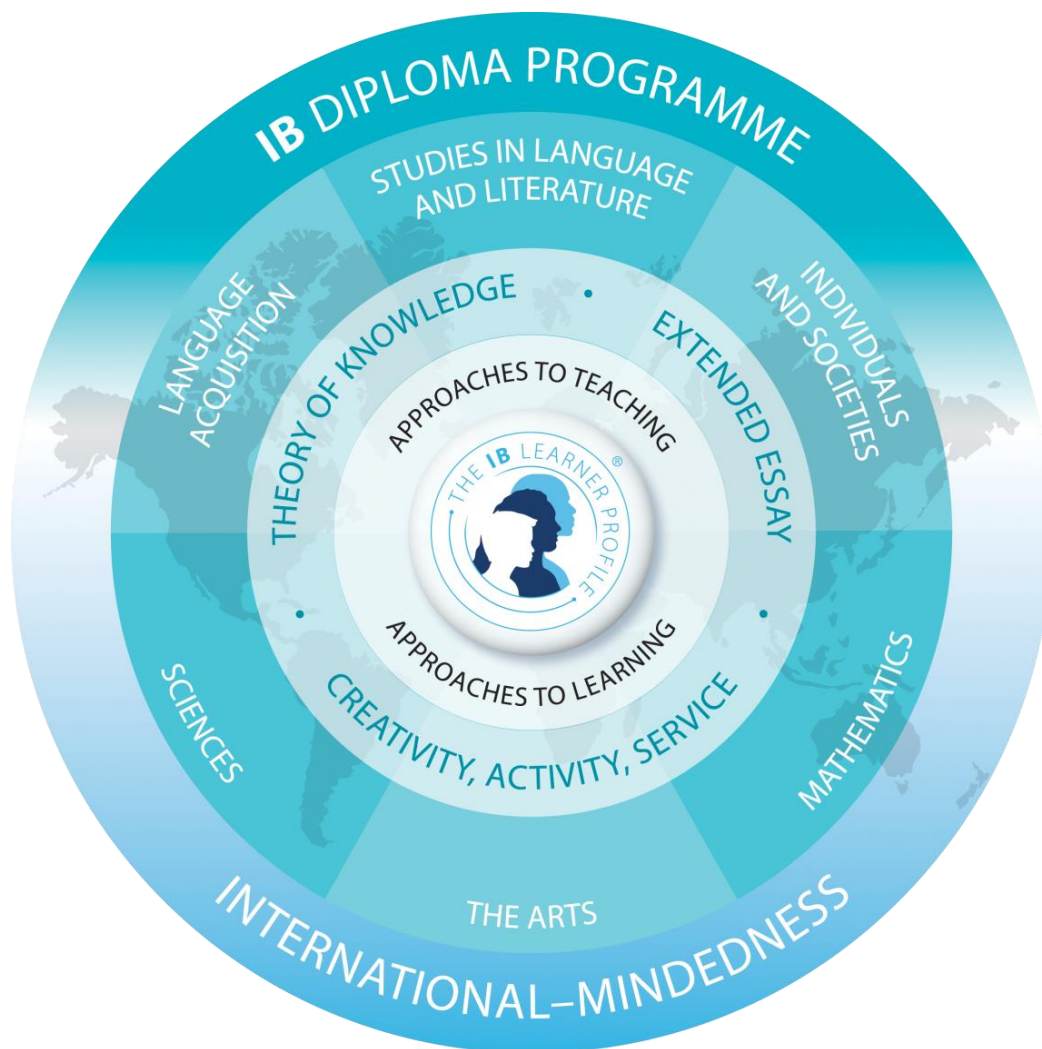 IB DIPLOMA PROGRAMME
STUDIES IN LANGUAGE
AND LITERATURE
LANGUAGE
ACQUISITION
INDIVIDUALS
AND SOCIETIES
THEORY OF KNOWLEDGE
EXTENDED ESSAY
APPROACHES TO TEACHING
THE IB LEARNER PROFILE ®
APPROACHES TO LEARNING
CREATIVITY, ACTIVITY, SERVICE
SCIENCES
MATHEMATICS
THE ARTS
INTERNATIONAL–MINDEDNESS